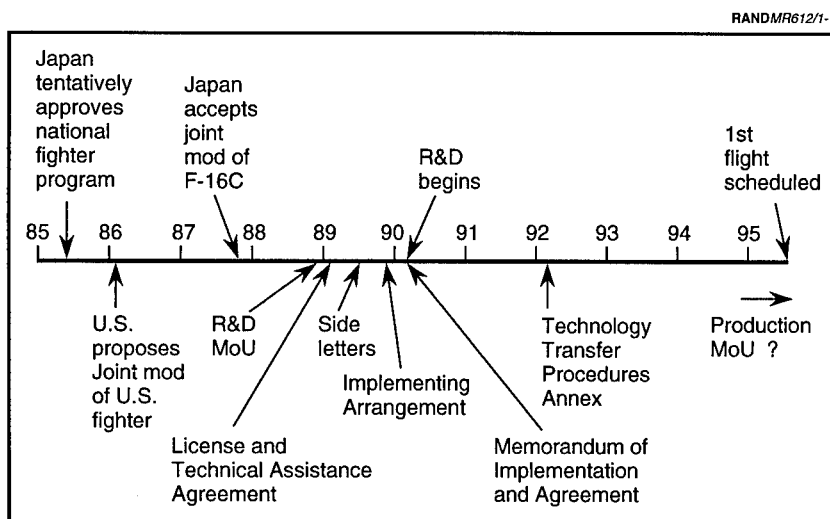 RANDMR612/1-
Japan
tentatively
approves
national
fighter
program
Japan
accepts
joint
mod of
F-16C
R&D
begins
1st
flight
scheduled
85 86 87 88 89 90 91 92 93 94 95
U.S.
proposes
Joint mod
of U.S.
fighter
R&D
MoU
Side
letters
Implementing
Arrangement
Technology
Transfer
Procedures
Annex
Production
MoU ?
License and
Technical Assistance
Agreement
Memorandum of
Implementation
and Agreement